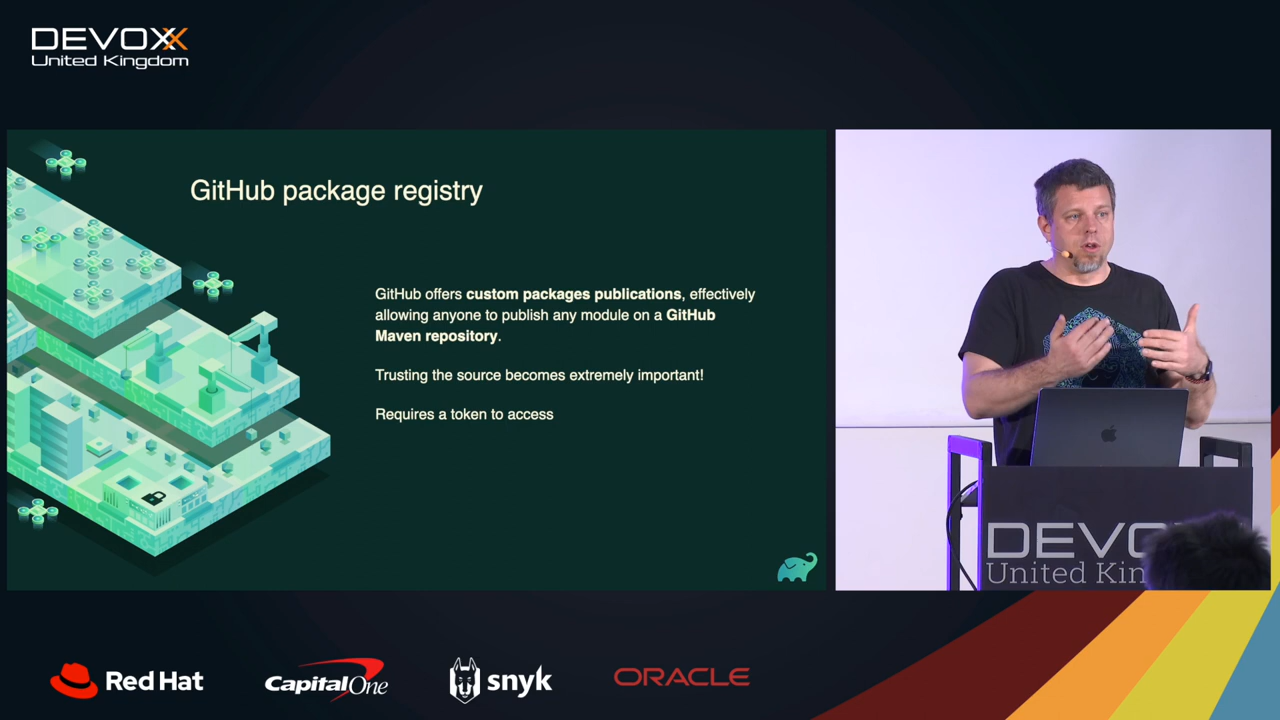 DEVOXX
United Kingdom
GitHub package registry
GitHub offers custom packages publications, effectively
allowing anyone to publish any module on a GitHub
Maven repository.
Trusting the source becomes extremely important!
Requires a token to access
DEVO
United Kin
Red Hat
Capital One
snyk
ORACLE